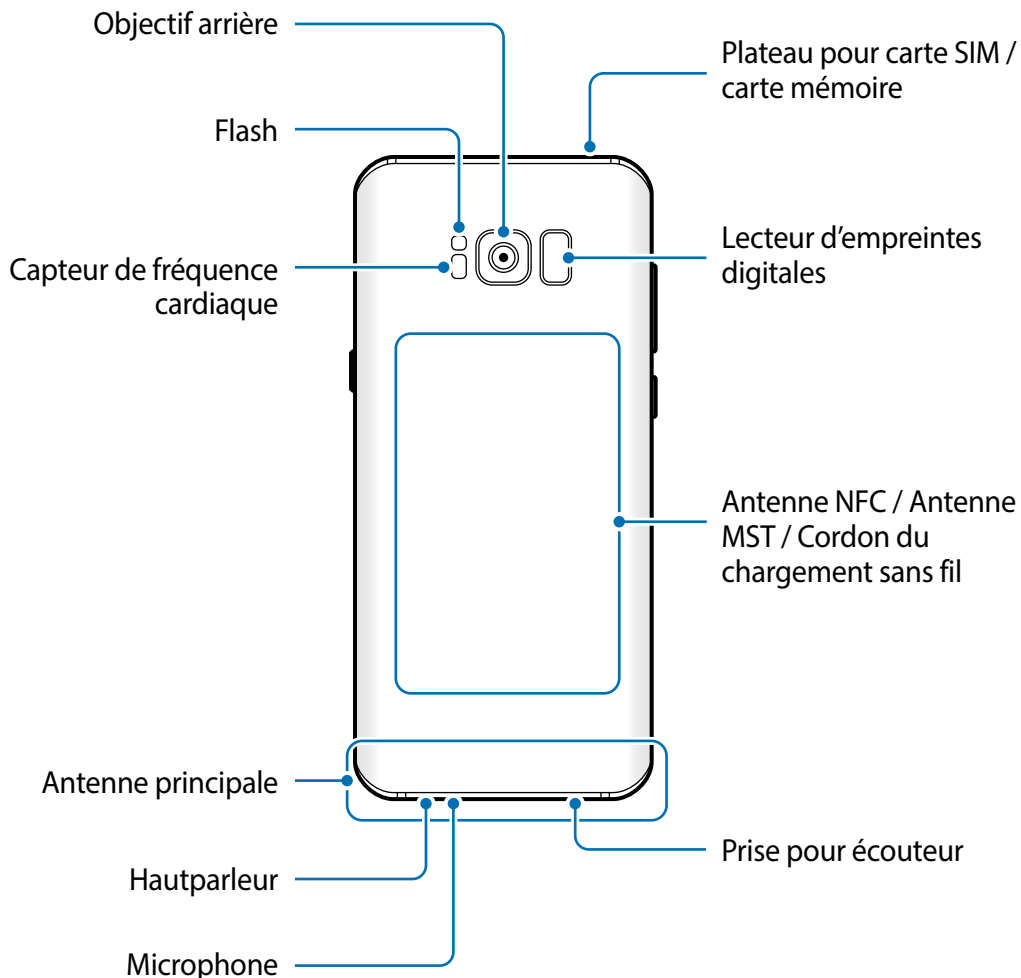 Objectif arrière
Plateau pour carte SIM /
carte mémoire
Flash
Lecteur d'empreintes
digitales
Capteur de fréquence
cardiaque
Antenne NFC / Antenne
MST / Cordon du
chargement sans fil
Antenne principale
Prise pour écouteur
Hautparleur
Microphone